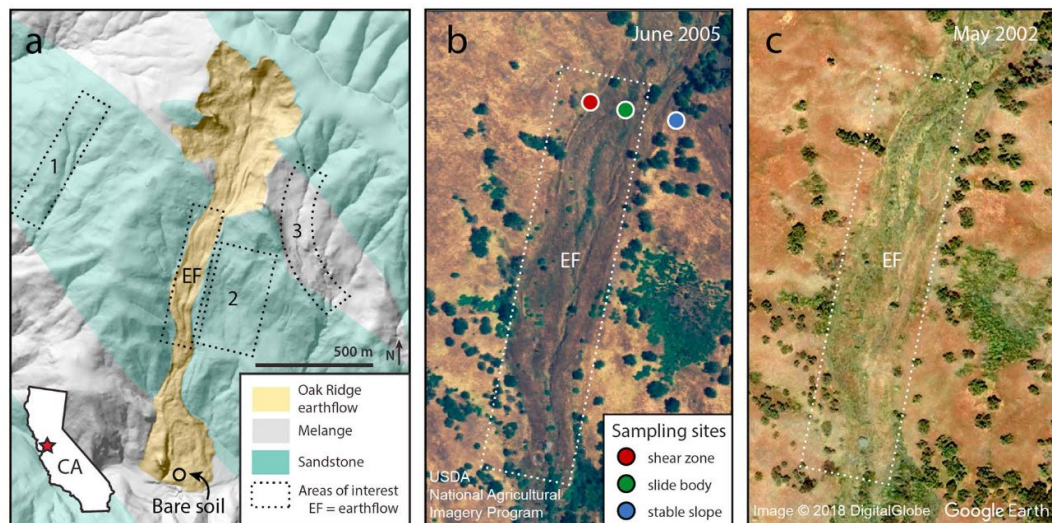 a
1
EF
2
3
500 m
N
CA
Bare soil
Oak Ridge
earthflow
Melange
Sandstone
Areas of interest
EF = earthflow
b
June 2005
EF
USDA
National Agricultural
Imagery Program
Sampling sites
shear zone
slide body
stable slope
c
May 2002
EF
Image © 2018 DigitalGlobe Google Earth